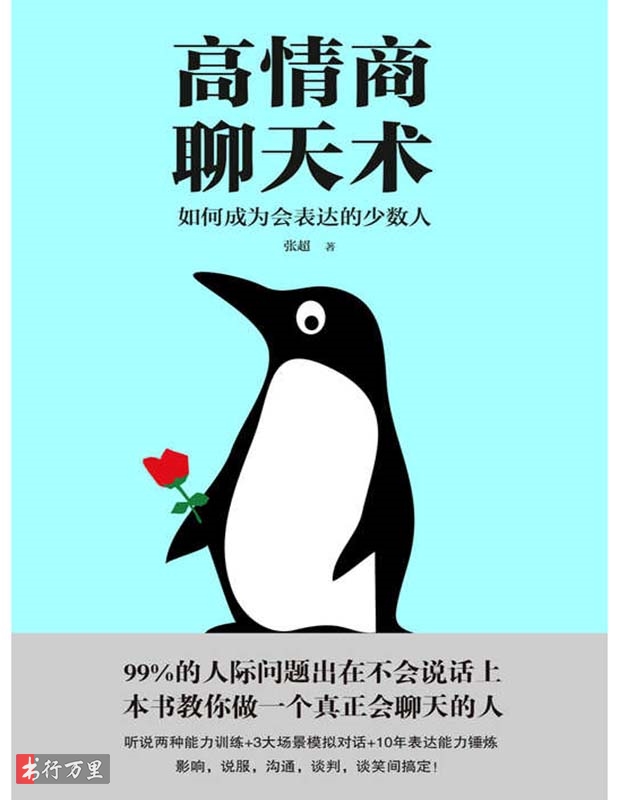 高情商
聊天术
如何成为会表达的少数人
张超 著
99%的人际问题出在不会说话上
本书教你做一个真正会聊天的人
听说两种能力训练+3大场景模拟对话+10年表达能力锤炼
影响，说服，沟通，谈判，谈笑间搞定！
书行万里